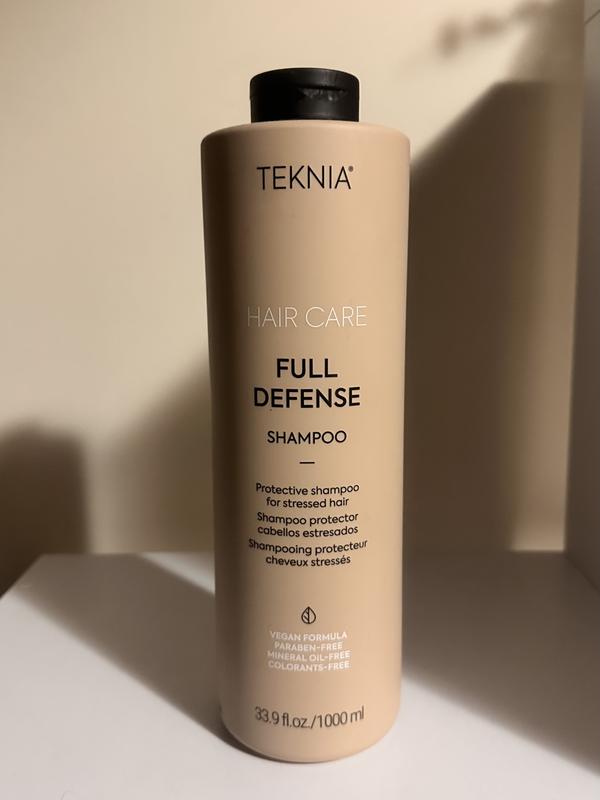 TEKNIA®
HAIR CARE
FULL
DEFENSE
SHAMPOO
Protective shampoo
for stressed hair
Shampoo protector
cabellos estresados
Shampooing protecteur
cheveux stressés
VEGAN FORMULA
PARABEN-FREE
MINERAL OIL-FREE
COLORANTS-FREE
33.9 fl.oz./1000 ml